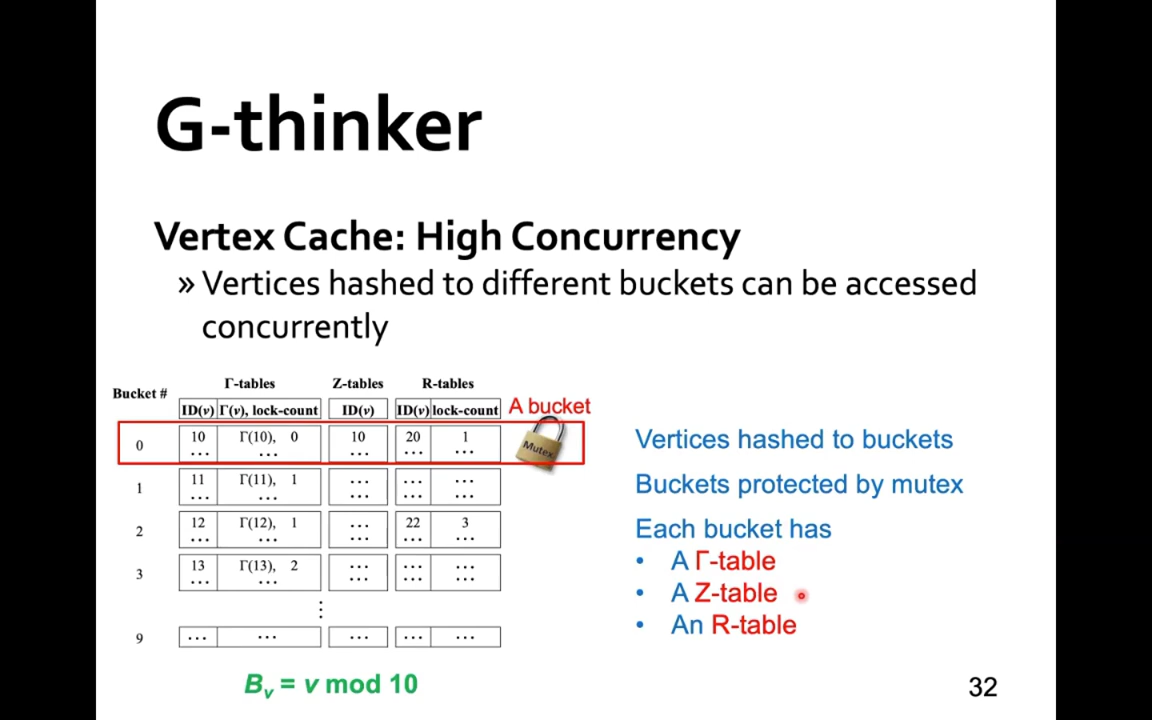 G-thinker
Vertex Cache: High Concurrency
» Vertices hashed to different buckets can be accessed
concurrently
Bucket # Γ-tables Z-tables R-tables
ID(v) Γ(v), lock-count ID(v) ID(v) lock-count A bucket
0 10 Γ(10), 0 10 20 1 Mutex
... ... ... ... ...
1 11 Γ(11), 1 ... ... ...
... ... ... ... ...
2 12 Γ(12), 1 ... 22 3
... ... ... ... ...
3 13 Γ(13), 2 ... ... ...
... ... ... ... ...
⋮
9 ... ... ... ... ...
B_v = v mod 10
Vertices hashed to buckets
Buckets protected by mutex
Each bucket has
• A Γ-table
• A Z-table
• An R-table
32